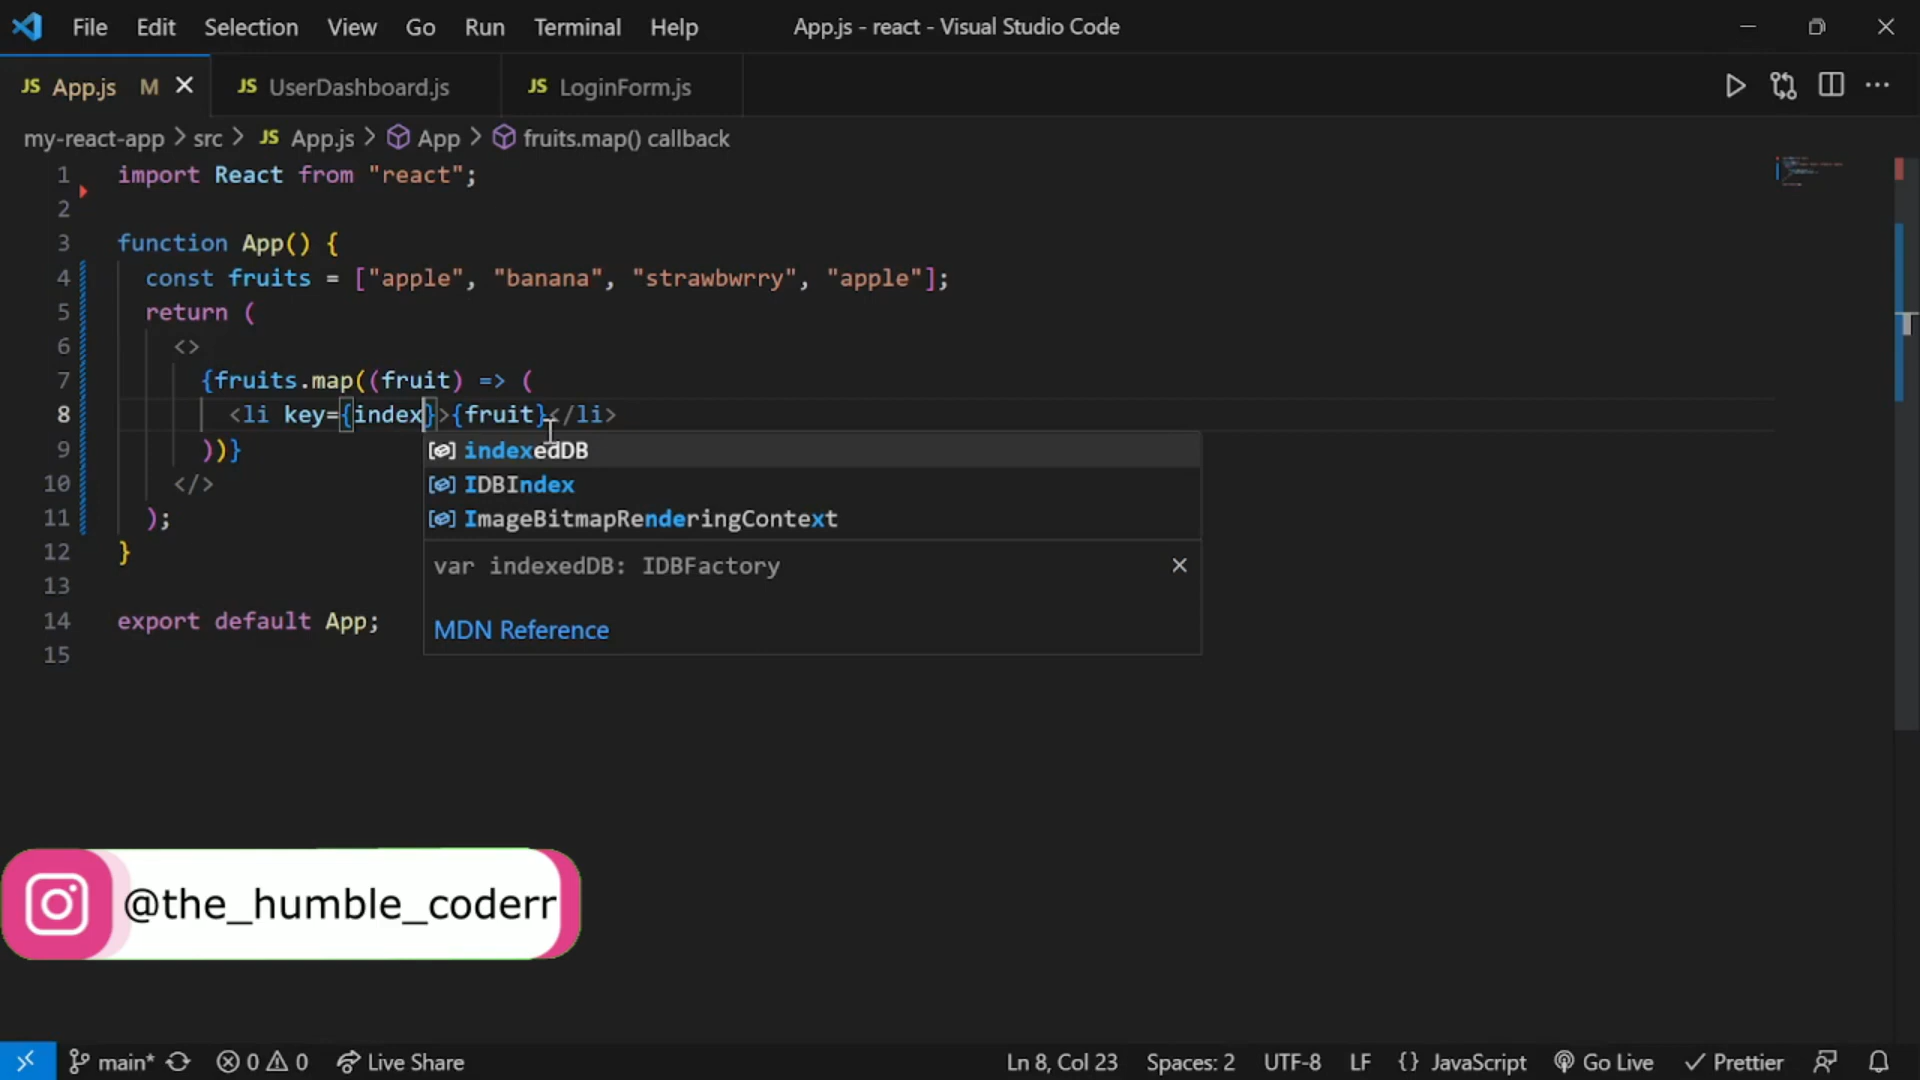 File Edit Selection View Go Run Terminal Help App.js - react - Visual Studio Code
JS App.js M JS UserDashboard.js JS LoginForm.js
my-react-app > src > JS App.js > App > fruits.map() callback
1 import React from "react";
2
3 function App() {
4 const fruits = ["apple", "banana", "strawbwrry", "apple"];
5 return (
6 <>
7 {fruits.map((fruit) => (
8 <li key={index}>{fruit}</li>
9 ))}
10 </>
11 );
12 }
13
14 export default App;
15
indexedDB
IDBIndex
ImageBitmapRenderingContext
var indexedDB: IDBFactory
MDN Reference
@the_humble_coderr
main* 0 0 Live Share Ln 8, Col 23 Spaces: 2 UTF-8 LF {} JavaScript Go Live Prettier